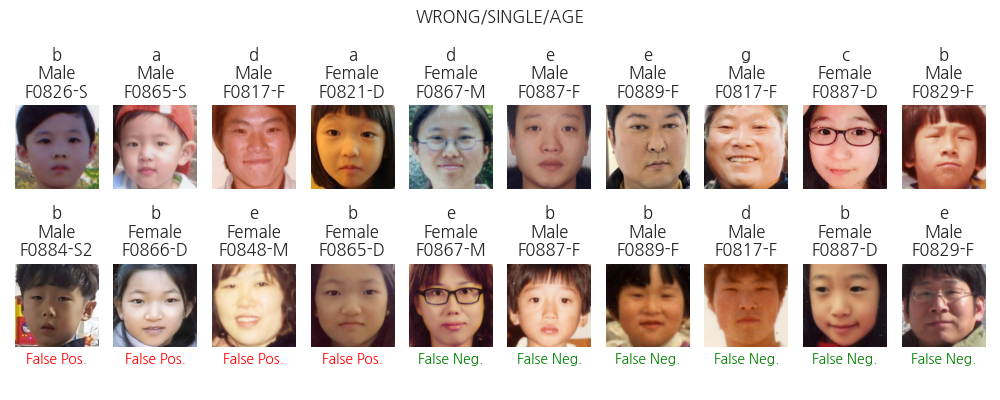 WRONG/SINGLE/AGE
b a d a d e e g c b
Male Male Male Female Female Male Male Male Female Male
F0826-S F0865-S F0817-F F0821-D F0867-M F0887-F F0889-F F0817-F F0887-D F0829-F
b b e b e b b d b e
Male Female Female Female Female Male Male Male Female Male
F0884-S2 F0866-D F0848-M F0865-D F0867-M F0887-F F0889-F F0817-F F0887-D F0829-F
False Pos. False Pos. False Pos. False Pos. False Neg. False Neg. False Neg. False Neg. False Neg. False Neg.